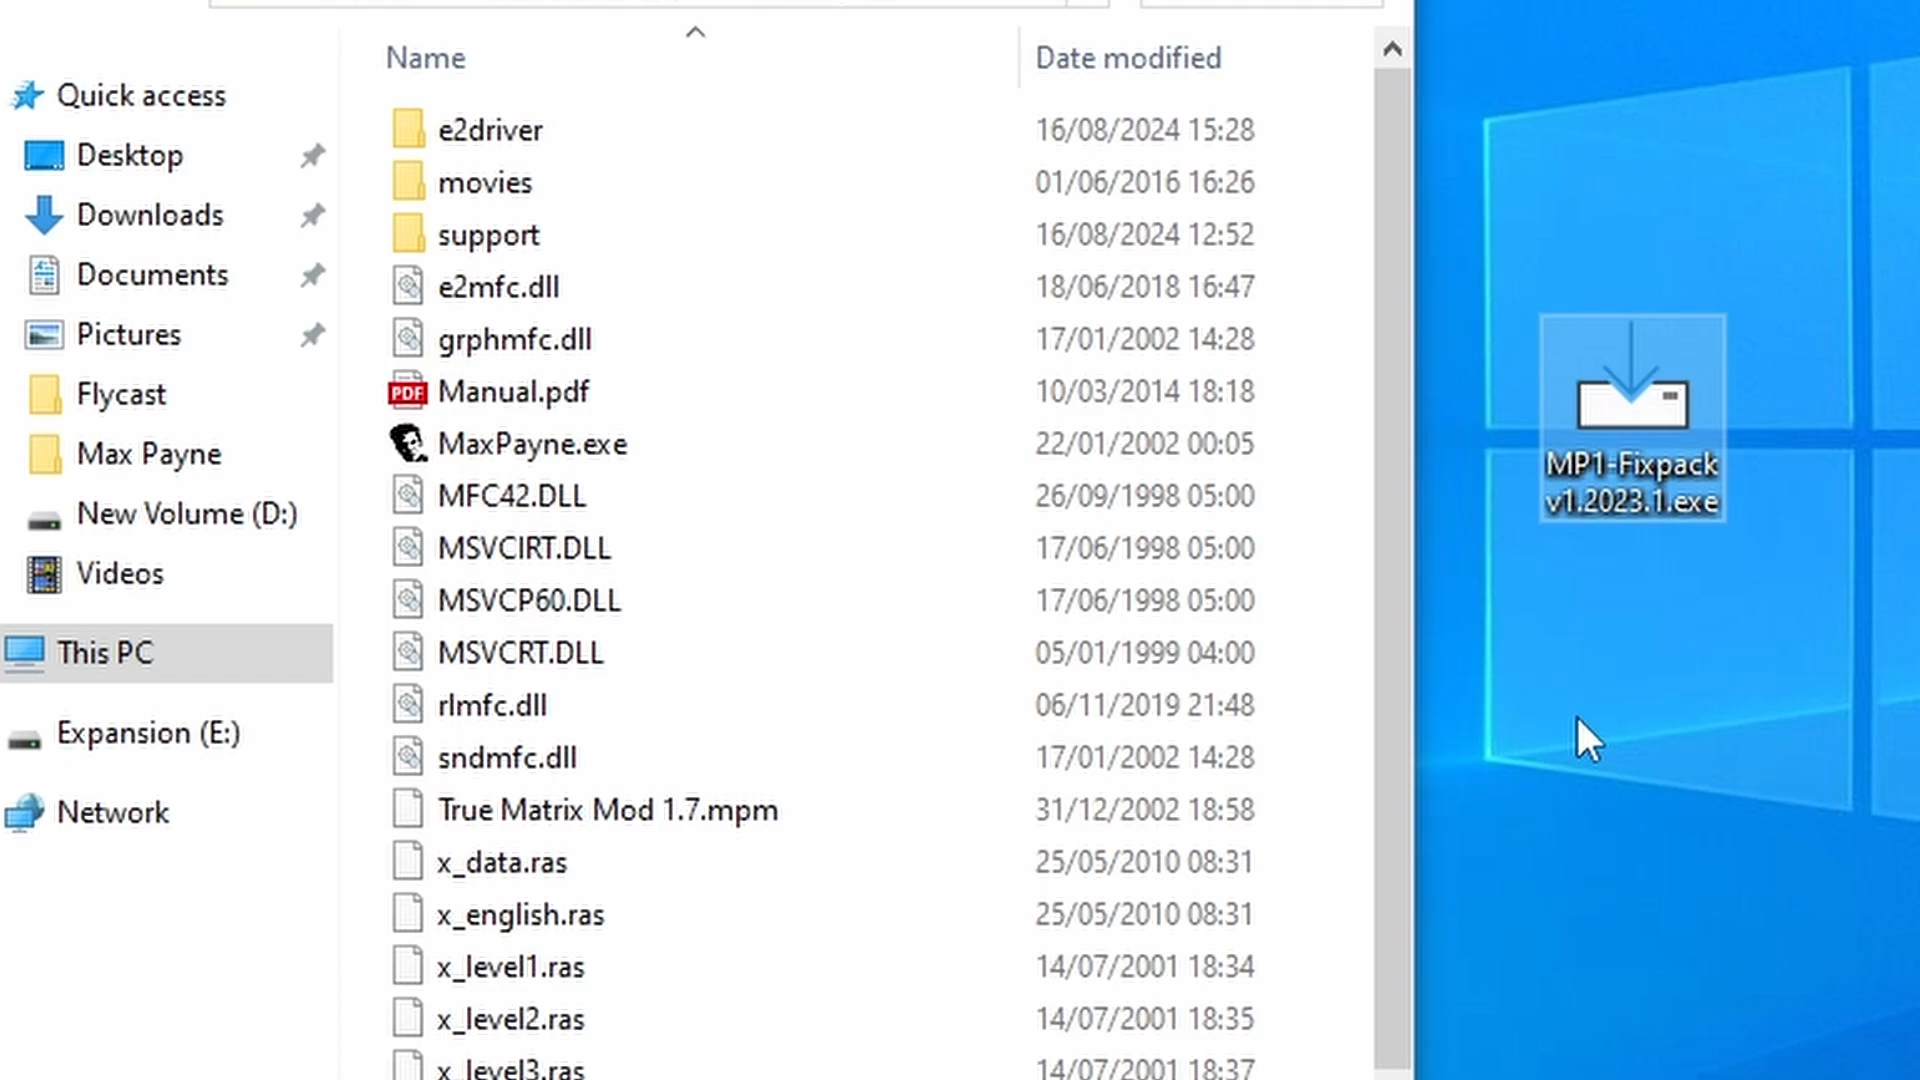 Name
Date modified
Quick access
Desktop
Downloads
Documents
Pictures
Flycast
Max Payne
New Volume (D:)
Videos
This PC
Expansion (E:)
Network
e2driver 16/08/2024 15:28
movies 01/06/2016 16:26
support 16/08/2024 12:52
e2mfc.dll 18/06/2018 16:47
grphmfc.dll 17/01/2002 14:28
PDF Manual.pdf 10/03/2014 18:18
MaxPayne.exe 22/01/2002 00:05
MFC42.DLL 26/09/1998 05:00
MSVCIRT.DLL 17/06/1998 05:00
MSVCP60.DLL 17/06/1998 05:00
MSVCRT.DLL 05/01/1999 04:00
rlmfc.dll 06/11/2019 21:48
sndmfc.dll 17/01/2002 14:28
True Matrix Mod 1.7.mpm 31/12/2002 18:58
x_data.ras 25/05/2010 08:31
x_english.ras 25/05/2010 08:31
x_level1.ras 14/07/2001 18:34
x_level2.ras 14/07/2001 18:35
x_level3.ras 14/07/2001 18:37
MP1-Fixpack
v1.2023.1.exe